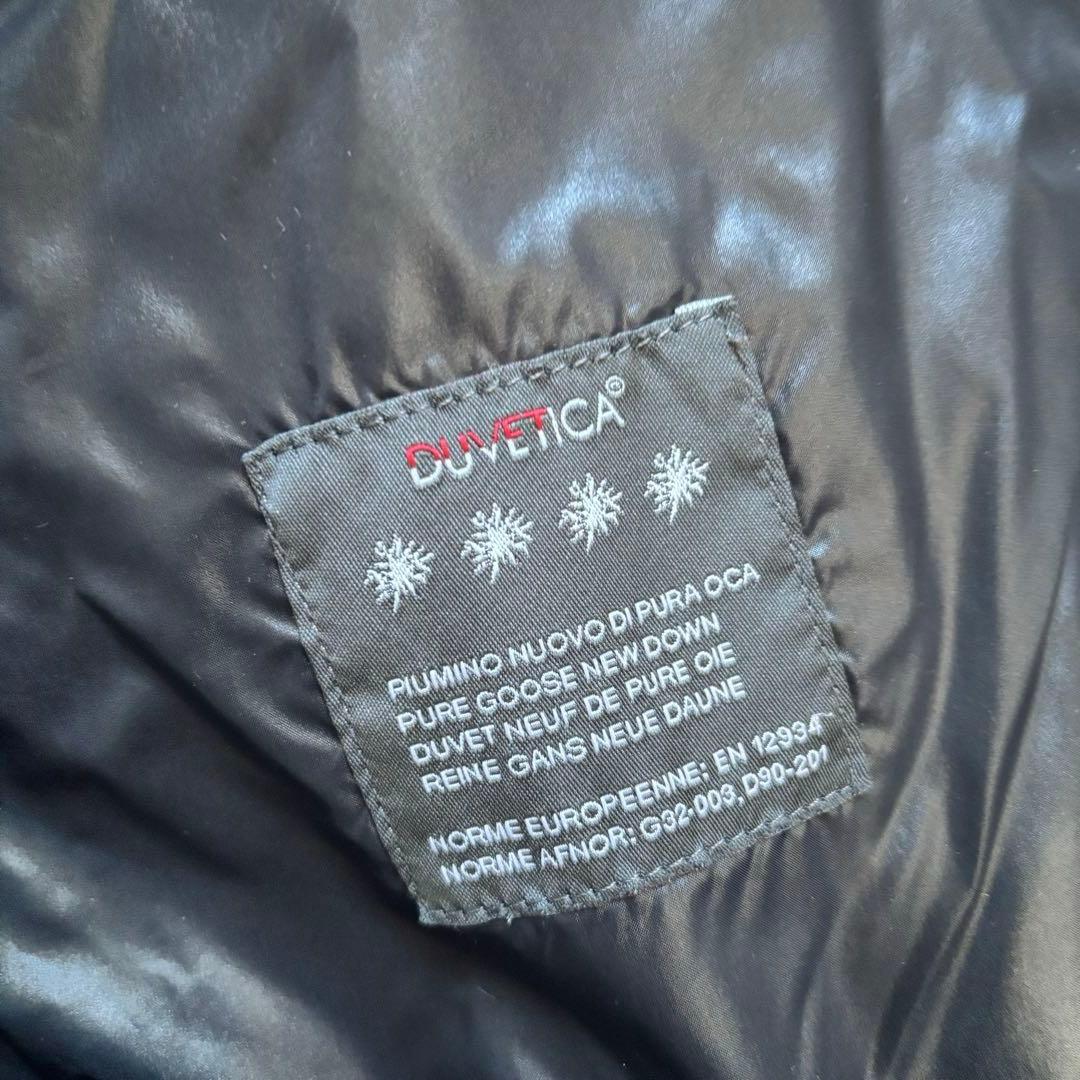 DUVETICA®
PIUMINO NUOVO DI PURA OCA
PURE GOOSE NEW DOWN
DUVET NEUF DE PURE OIE
REINE GANS NEUE DAUNE
NORME EUROPEENNE: EN 12934
NORME AFNOR: G32-003, D90-201